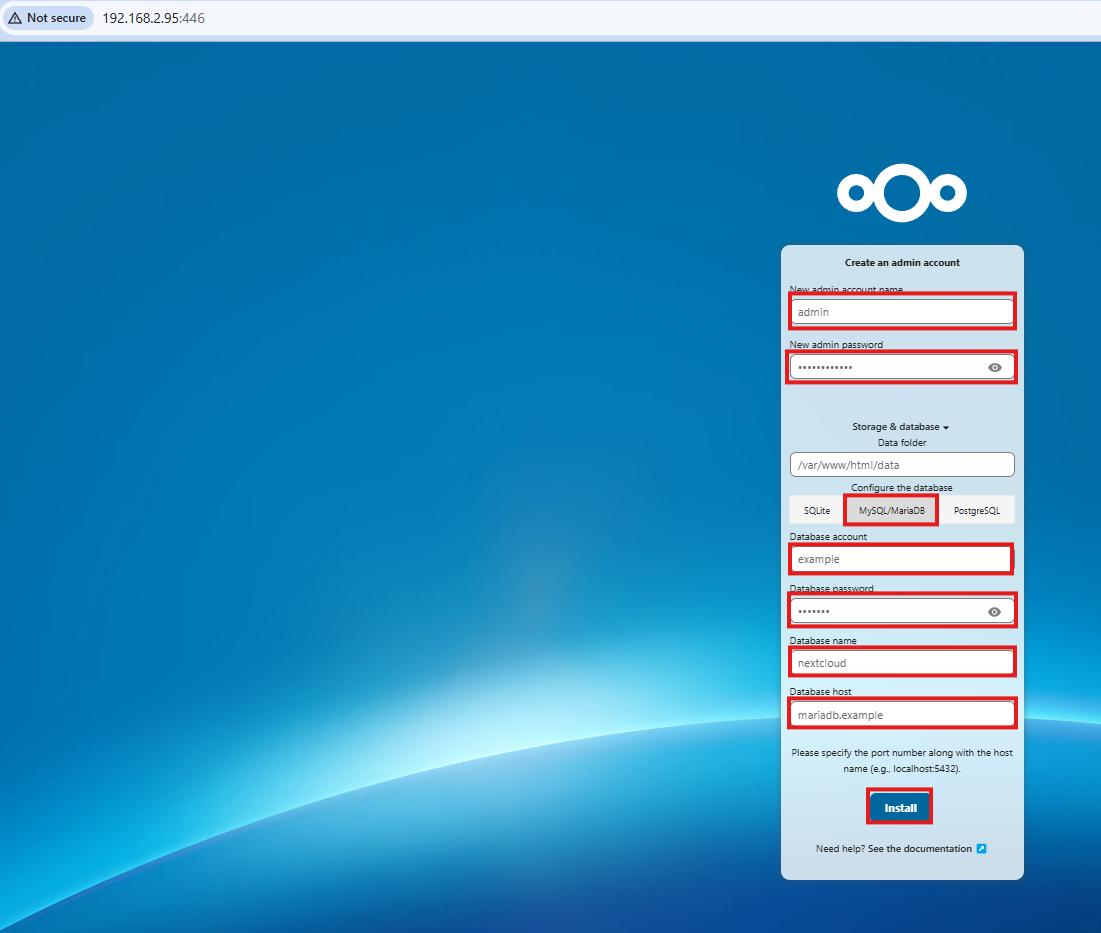 Not secure 192.168.2.95:446
Create an admin account
New admin account name
admin
New admin password
••••••••••••
Storage & database
Data folder
/var/www/html/data
Configure the database
SQLite MySQL/MariaDB PostgreSQL
Database account
example
Database password
•••••••
Database name
nextcloud
Database host
mariadb.example
Please specify the port number along with the host
name (e.g., localhost:5432).
Install
Need help? See the documentation